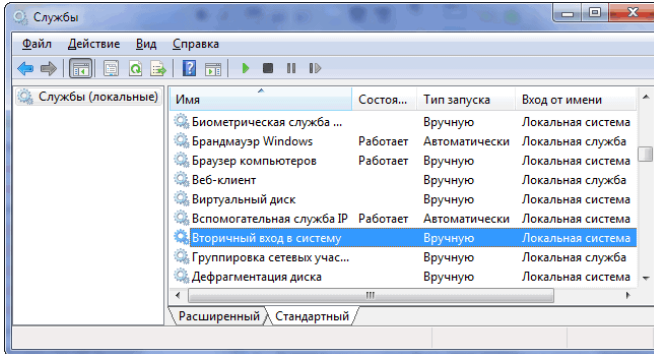 Службы
Файл Действие Вид Справка
Службы (локальные)
Имя Состоя... Тип запуска Вход от имени
Биометрическая служба ... Вручную Локальная система
Брандмауэр Windows Работает Автоматически Локальная служба
Браузер компьютеров Работает Вручную Локальная система
Веб-клиент Вручную Локальная служба
Виртуальный диск Вручную Локальная система
Вспомогательная служба IP Работает Автоматически Локальная система
Вторичный вход в систему Вручную Локальная система
Группировка сетевых учас... Вручную Локальная служба
Дефрагментация диска Вручную Локальная система
Расширенный Стандартный